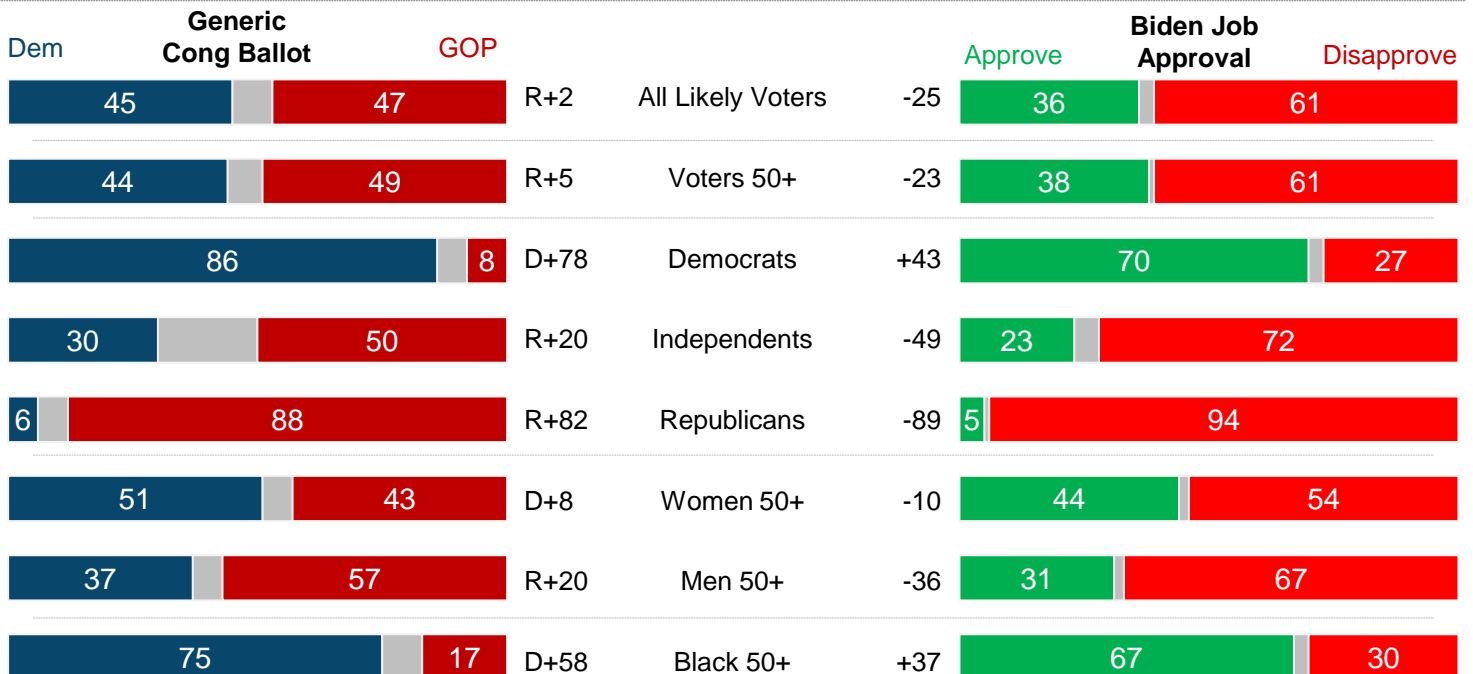 Generic
Cong Ballot
Dem
GOP
Biden Job
Approval
Approve
Disapprove
45 47 R+2 All Likely Voters -25 36 61
44 49 R+5 Voters 50+ -23 38 61
86 8 D+78 Democrats +43 70 27
30 50 R+20 Independents -49 23 72
6 88 R+82 Republicans -89 5 94
51 43 D+8 Women 50+ -10 44 54
37 57 R+20 Men 50+ -36 31 67
75 17 D+58 Black 50+ +37 67 30